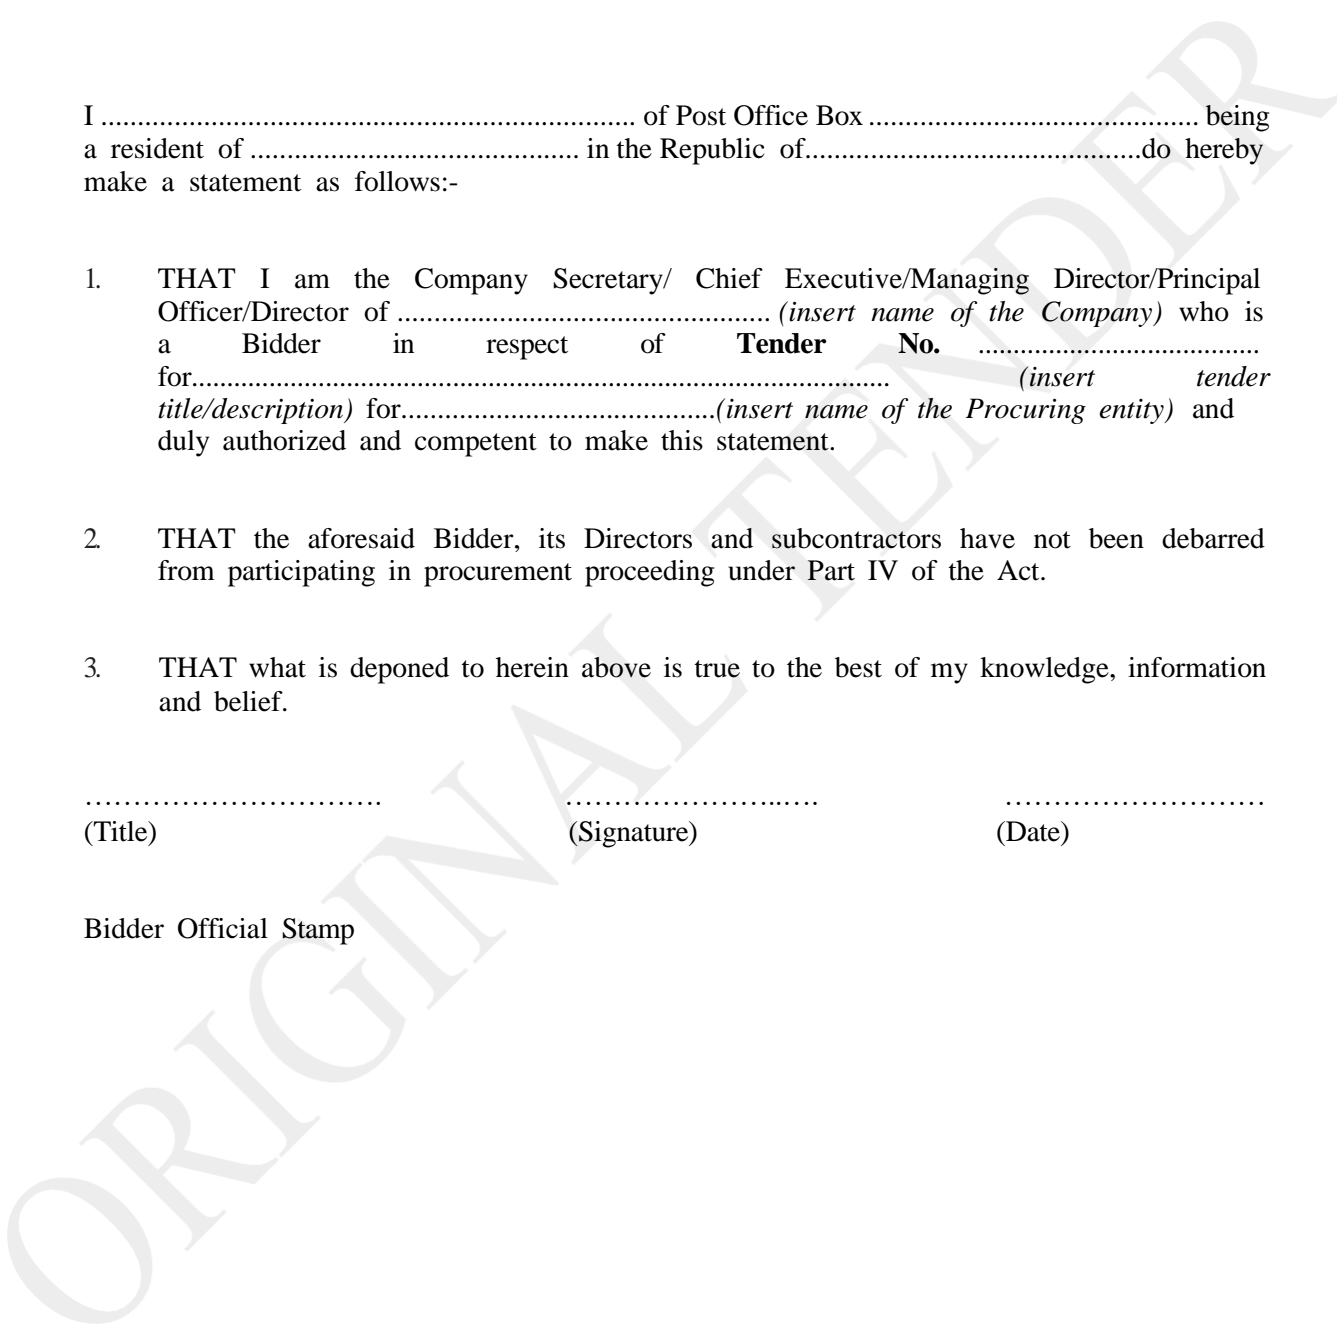 I ......................................................................... of Post Office Box ............................................. being
a resident of ............................................. in the Republic of..............................................do hereby
make a statement as follows:-
1. THAT I am the Company Secretary/ Chief Executive/Managing Director/Principal
Officer/Director of ................................................... (insert name of the Company) who is
a Bidder in respect of Tender No. .......................................
for................................................................................................ (insert tender
title/description) for...........................................(insert name of the Procuring entity) and
duly authorized and competent to make this statement.
2. THAT the aforesaid Bidder, its Directors and subcontractors have not been debarred
from participating in procurement proceeding under Part IV of the Act.
3. THAT what is deponed to herein above is true to the best of my knowledge, information
and belief.
…………………………. …………………..…. ………………………
(Title) (Signature) (Date)
Bidder Official Stamp
ORIGINAL TENDER